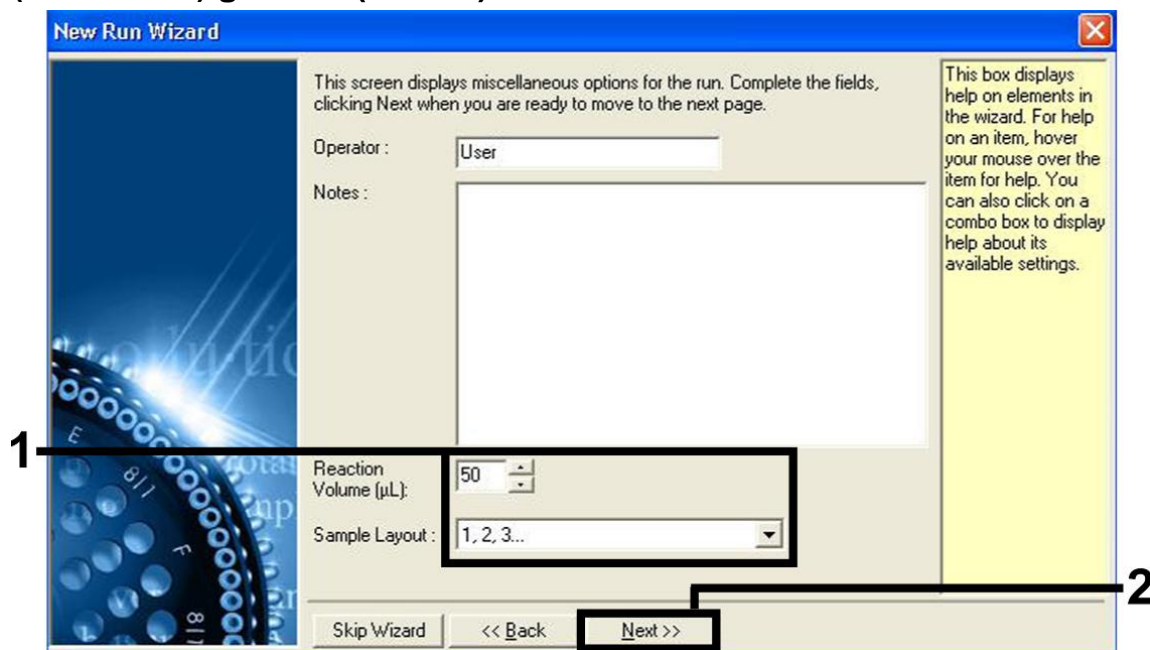 New Run Wizard
This screen displays miscellaneous options for the run. Complete the fields,
clicking Next when you are ready to move to the next page.
Operator :
User
Notes :
1
Reaction
Volume (µL):
50
Sample Layout :
1, 2, 3...
2
Skip Wizard
<< Back
Next >>
This box displays
help on elements in
the wizard. For help
on an item, hover
your mouse over the
item for help. You
can also click on a
combo box to display
help about its
available settings.
E
8|1
F
8|1